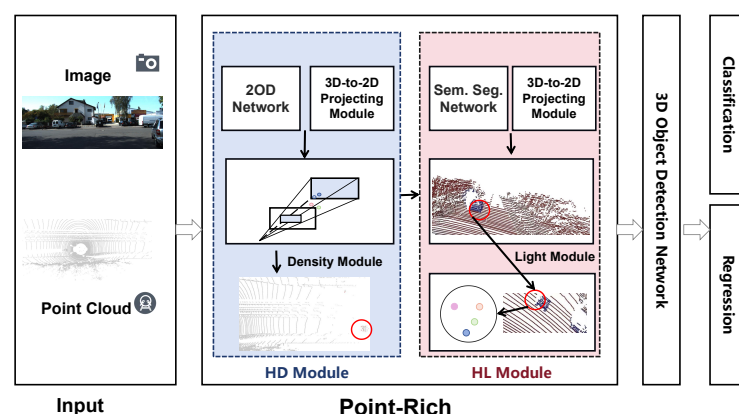 Image
Point Cloud
Input
2OD
Network
3D-to-2D
Projecting
Module
Density Module
HD Module
Sem. Seg.
Network
3D-to-2D
Projecting
Module
Light Module
HL Module
Point-Rich
3D Object Detection Network
Classification
Regression